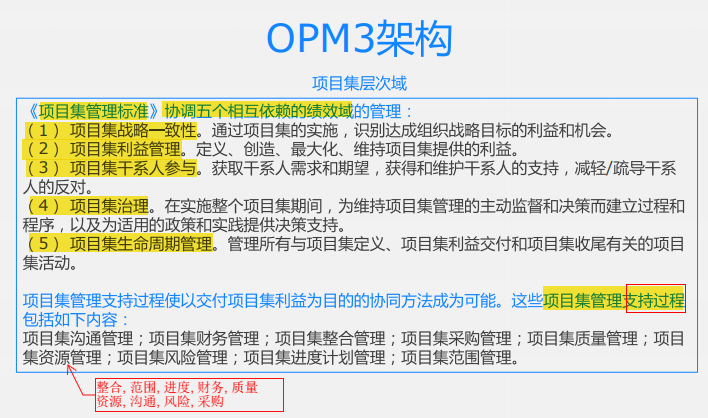 OPM3架构
项目集层次域
《项目集管理标准》协调五个相互依赖的绩效域的管理：
（1） 项目集战略一致性。通过项目集的实施，识别达成组织战略目标的利益和机会。
（2） 项目集利益管理。定义、创造、最大化、维持项目集提供的利益。
（3） 项目集干系人参与。获取干系人需求和期望，获得和维护干系人的支持，减轻/疏导干系
人的反对。
（4） 项目集治理。在实施整个项目集期间，为维持项目集管理的主动监督和决策而建立过程和
程序，以及为适用的政策和实践提供决策支持。
（5） 项目集生命周期管理。管理所有与项目集定义、项目集利益交付和项目集收尾有关的项目
集活动。
项目集管理支持过程使以交付项目集利益为目的的协同方法成为可能。这些项目集管理支持过程
包括如下内容：
项目集沟通管理；项目集财务管理；项目集整合管理；项目集采购管理；项目集质量管理；项目
集资源管理；项目集风险管理；项目集进度计划管理；项目集范围管理。
整合, 范围, 进度, 财务, 质量
资源, 沟通, 风险, 采购